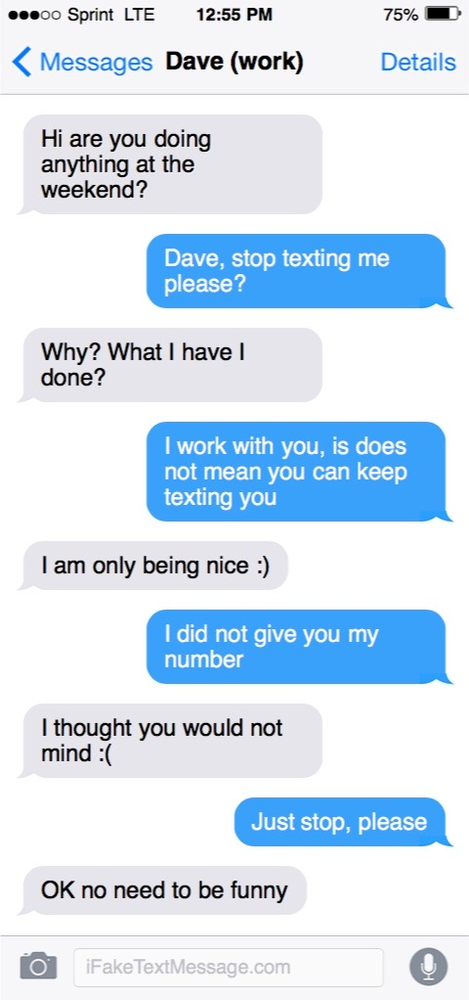 Sprint LTE 12:55 PM 75%
Messages Dave (work) Details
Hi are you doing
anything at the
weekend?
Dave, stop texting me
please?
Why? What I have I
done?
I work with you, is does
not mean you can keep
texting you
I am only being nice :)
I did not give you my
number
I thought you would not
mind :(
Just stop, please
OK no need to be funny
iFakeTextMessage.com